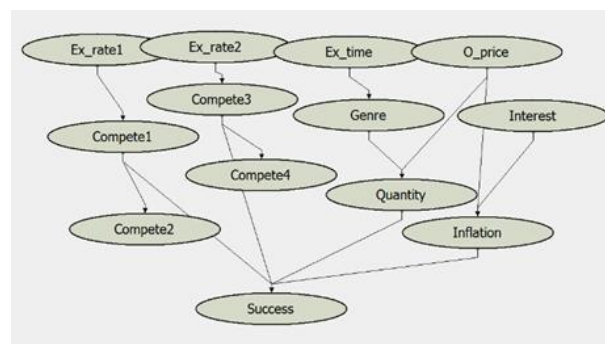 Ex_rate1
Ex_rate2
Ex_time
O_price
Compete3
Genre
Interest
Compete1
Compete4
Quantity
Compete2
Inflation
Success